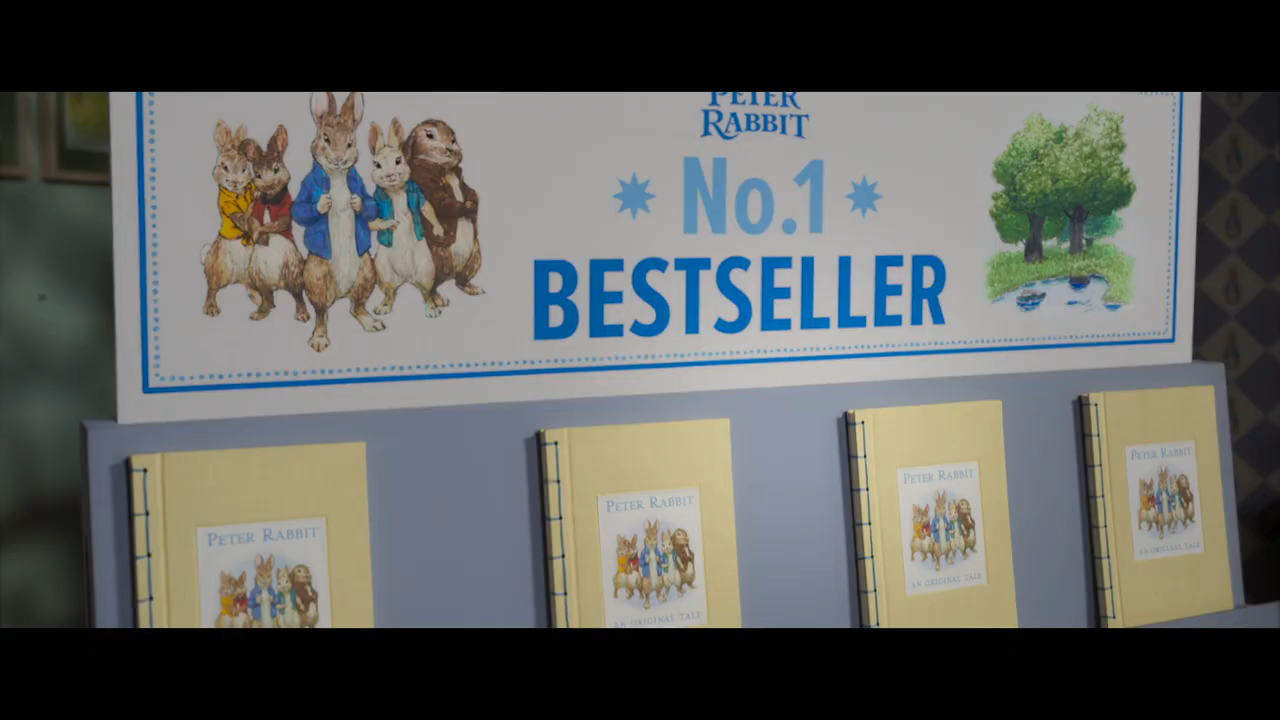 PETER
RABBIT
No.1
BESTSELLER
PETER RABBIT
PETER RABBIT
AN ORIGINAL TALE
PETER RABBIT
AN ORIGINAL TALE
PETER RABBIT
AN ORIGINAL TALE